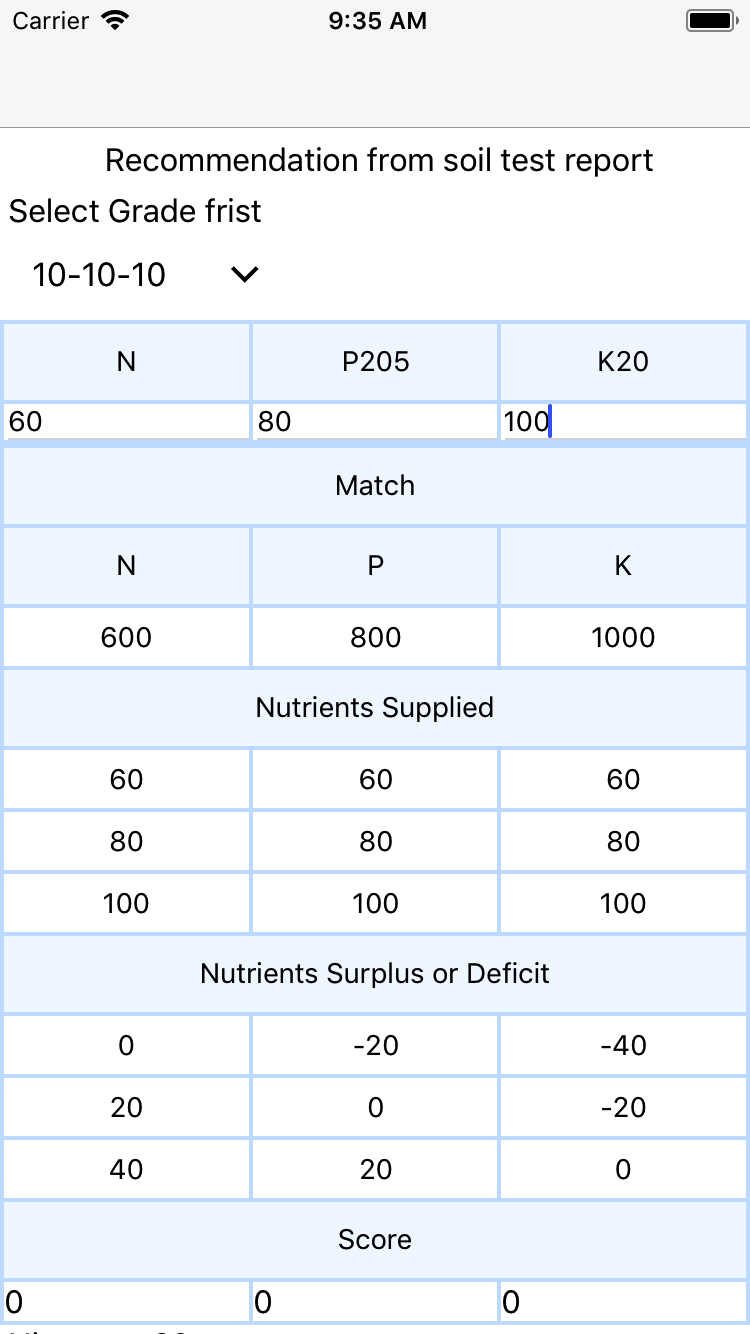 Carrier 9:35 AM
Recommendation from soil test report
Select Grade frist
10-10-10
N P205 K20
60 80 100
Match
N P K
600 800 1000
Nutrients Supplied
60 60 60
80 80 80
100 100 100
Nutrients Surplus or Deficit
0 -20 -40
20 0 -20
40 20 0
Score
0 0 0